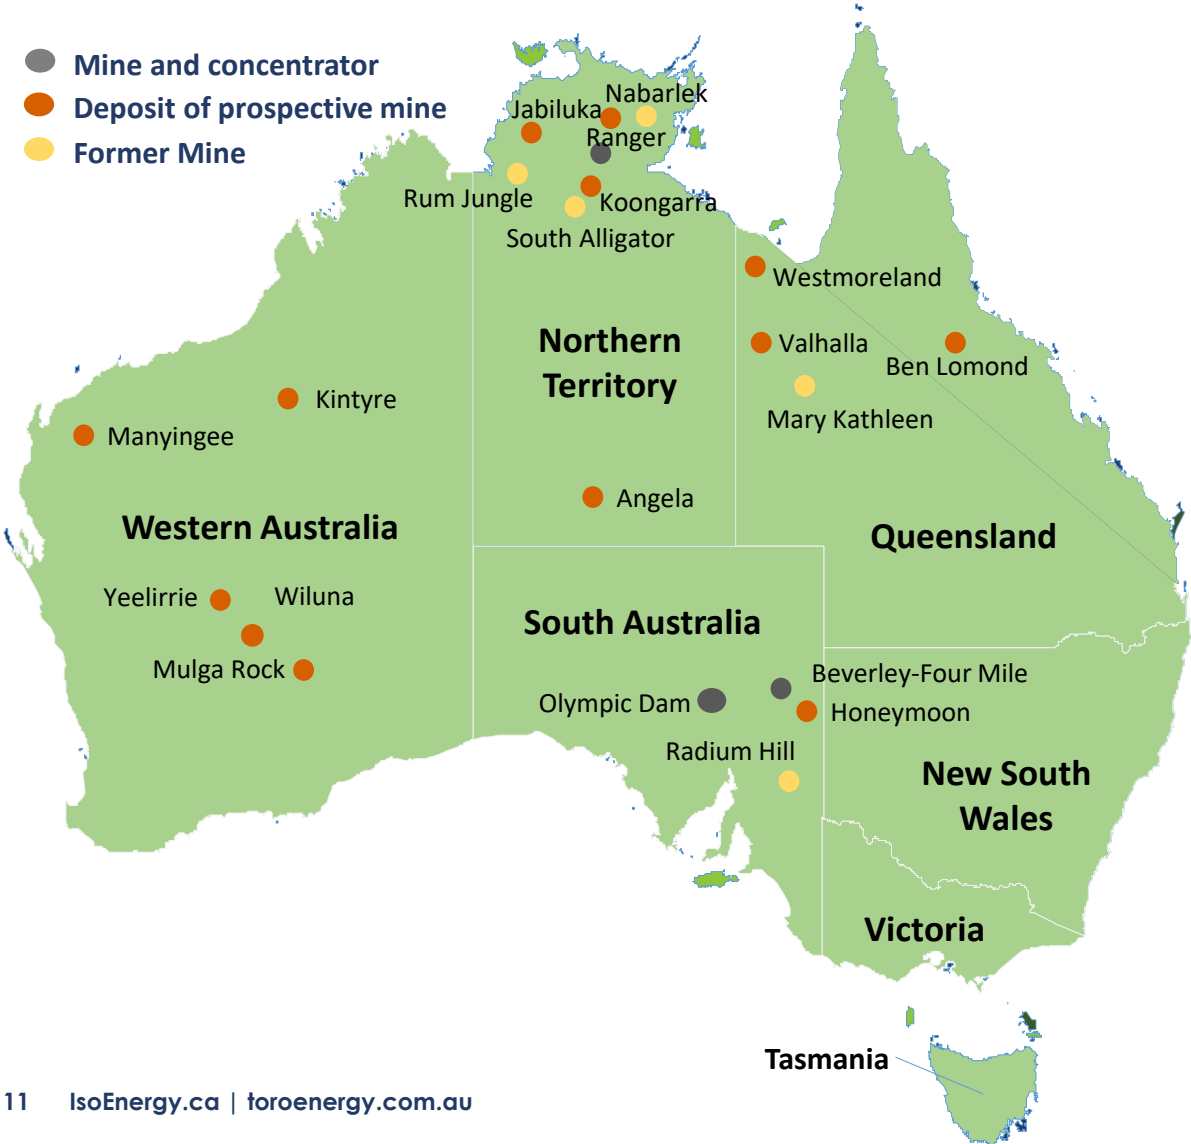 Mine and concentrator
Deposit of prospective mine
Former Mine
Nabarlek
Jabiluka
Ranger
Rum Jungle
Koongarra
South Alligator
Westmoreland
Northern
Territory
Valhalla
Ben Lomond
Kintyre
Mary Kathleen
Manyingee
Angela
Western Australia
Queensland
Yeelirrie
Wiluna
South Australia
Mulga Rock
Beverley-Four Mile
Olympic Dam
Honeymoon
Radium Hill
New South
Wales
Victoria
Tasmania
11 IsoEnergy.ca | toroenergy.com.au